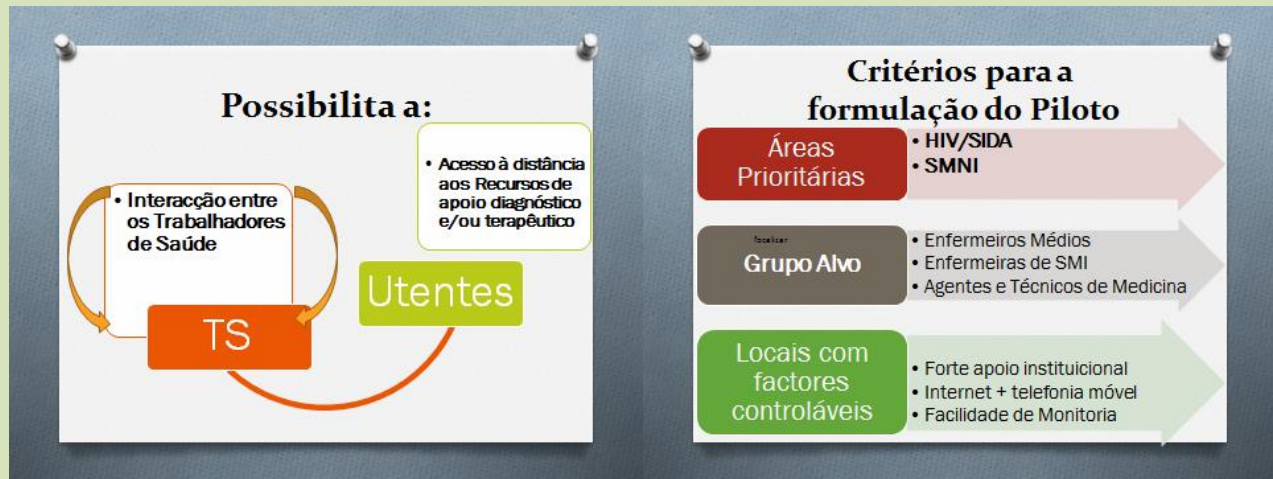 Possibilita a:
• Acesso à distância
aos Recursos de
apoio diagnóstico
e/ou terapêutico
• Interacção entre
os Trabalhadores
de Saúde
Utentes
TS
Critérios para a
formulação do Piloto
Áreas
Prioritárias
• HIV/SIDA
• SMNI
focalizar
Grupo Alvo
• Enfermeiros Médios
• Enfermeiras de SMI
• Agentes e Técnicos de Medicina
Locais com
factores
controláveis
• Forte apoio instituicional
• Internet + telefonia móvel
• Facilidade de Monitoria